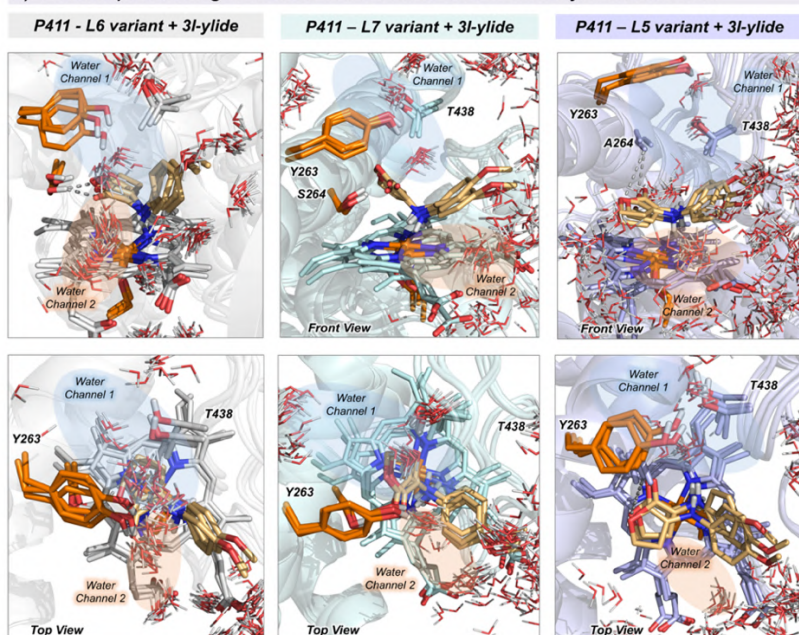 P411 - L6 variant + 3l-ylide
P411 – L7 variant + 3l-ylide
P411 – L5 variant + 3l-ylide
Water
Channel 1
Water
Channel 2
Y263
S264
T438
Water
Channel 1
Water
Channel 2
Front View
Y263
A264
T438
Water
Channel 1
Water
Channel 2
Front View
Water
Channel 1
T438
Y263
Water
Channel 2
Top View
Water
Channel 1
T438
Y263
Water
Channel 2
Top View
Water
Channel 1
T438
Y263
Water
Channel 2
Top View